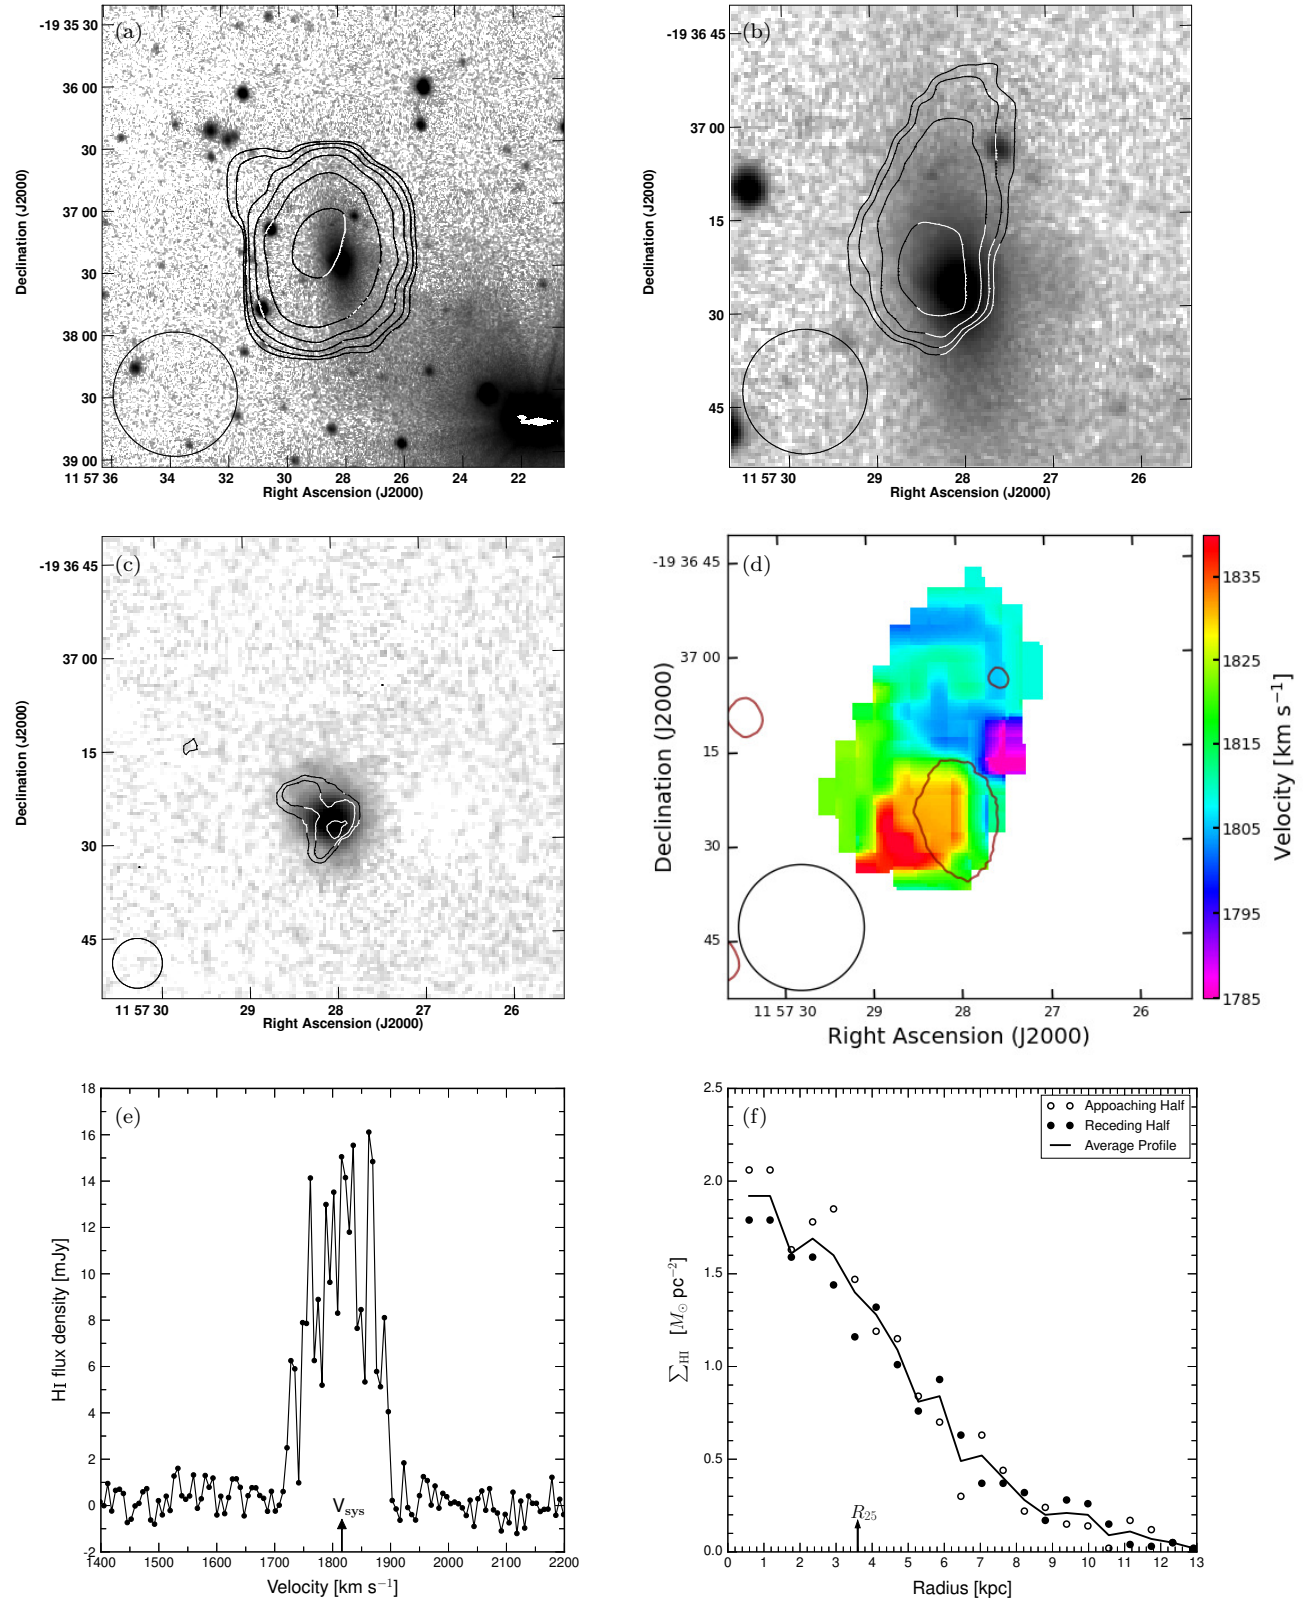 (a)
-19 35 30
36 00
30
37 00
30
38 00
30
39 00
11 57 36 34 32 30 28 26 24 22
Right Ascension (J2000)
Declination (J2000)
(b)
-19 36 45
37 00
15
30
45
11 57 30 29 28 27 26
Right Ascension (J2000)
Declination (J2000)
(c)
-19 36 45
37 00
15
30
45
11 57 30 29 28 27 26
Right Ascension (J2000)
Declination (J2000)
(d)
-19 36 45
37 00
15
30
45
11 57 30 29 28 27 26
Right Ascension (J2000)
Declination (J2000)
1835
1825
1815
1805
1795
1785
Velocity [km s⁻¹]
(e)
18
16
14
12
10
8
6
4
2
0
-2
1400 1500 1600 1700 1800 1900 2000 2100 2200
Velocity [km s⁻¹]
HI flux density [mJy]
Vsys
(f)
2.5
2.0
1.5
1.0
0.5
0.0
0 1 2 3 4 5 6 7 8 9 10 11 12 13
Radius [kpc]
∑HI [M⊙ pc⁻²]
R25
Appoaching Half
Receding Half
Average Profile